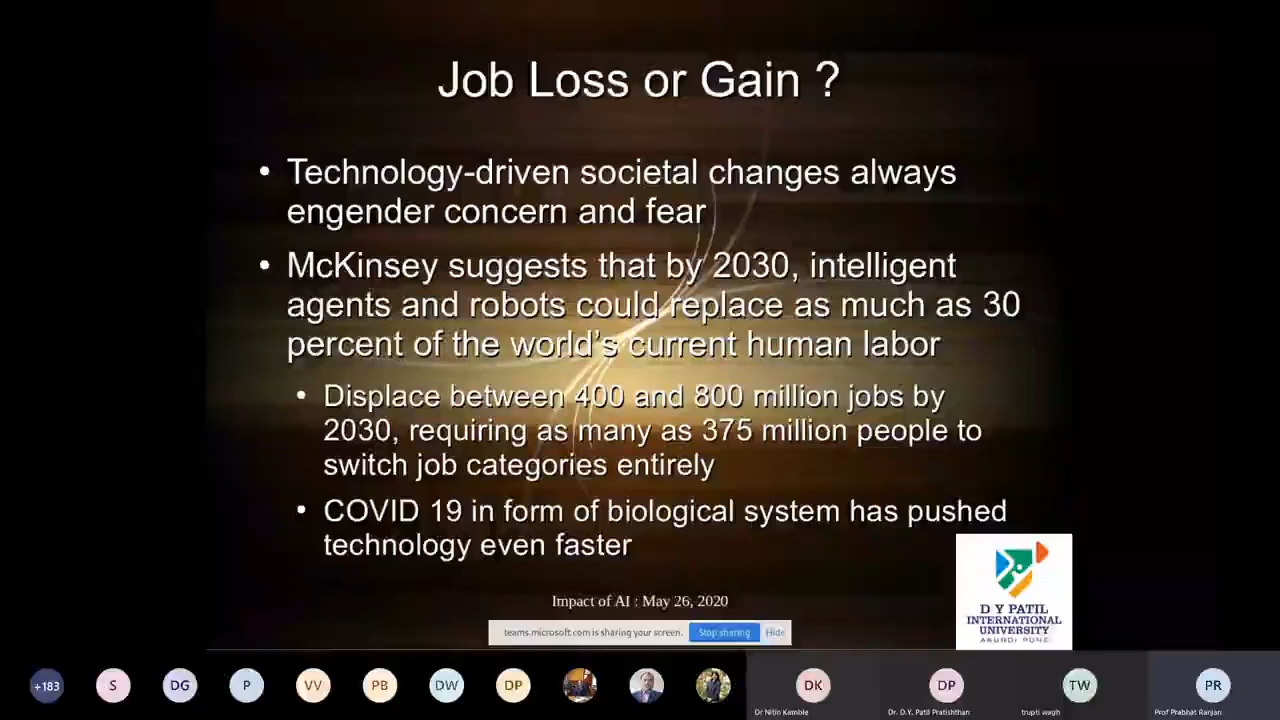 Job Loss or Gain ?
• Technology-driven societal changes always
engender concern and fear
• McKinsey suggests that by 2030, intelligent
agents and robots could replace as much as 30
percent of the world's current human labor
• Displace between 400 and 800 million jobs by
2030, requiring as many as 375 million people to
switch job categories entirely
• COVID 19 in form of biological system has pushed
technology even faster
Impact of AI : May 26, 2020
teams.microsoft.com is sharing your screen. Stop sharing Hide
D Y PATIL
INTERNATIONAL
UNIVERSITY
AKURDI PUNE
+183 S DG P VV PB DW DP DK DP TW PR
Dr Nitin Kamble Dr. D.Y. Patil Pratishthan trupti wagh Prof Prabhat Ranjan